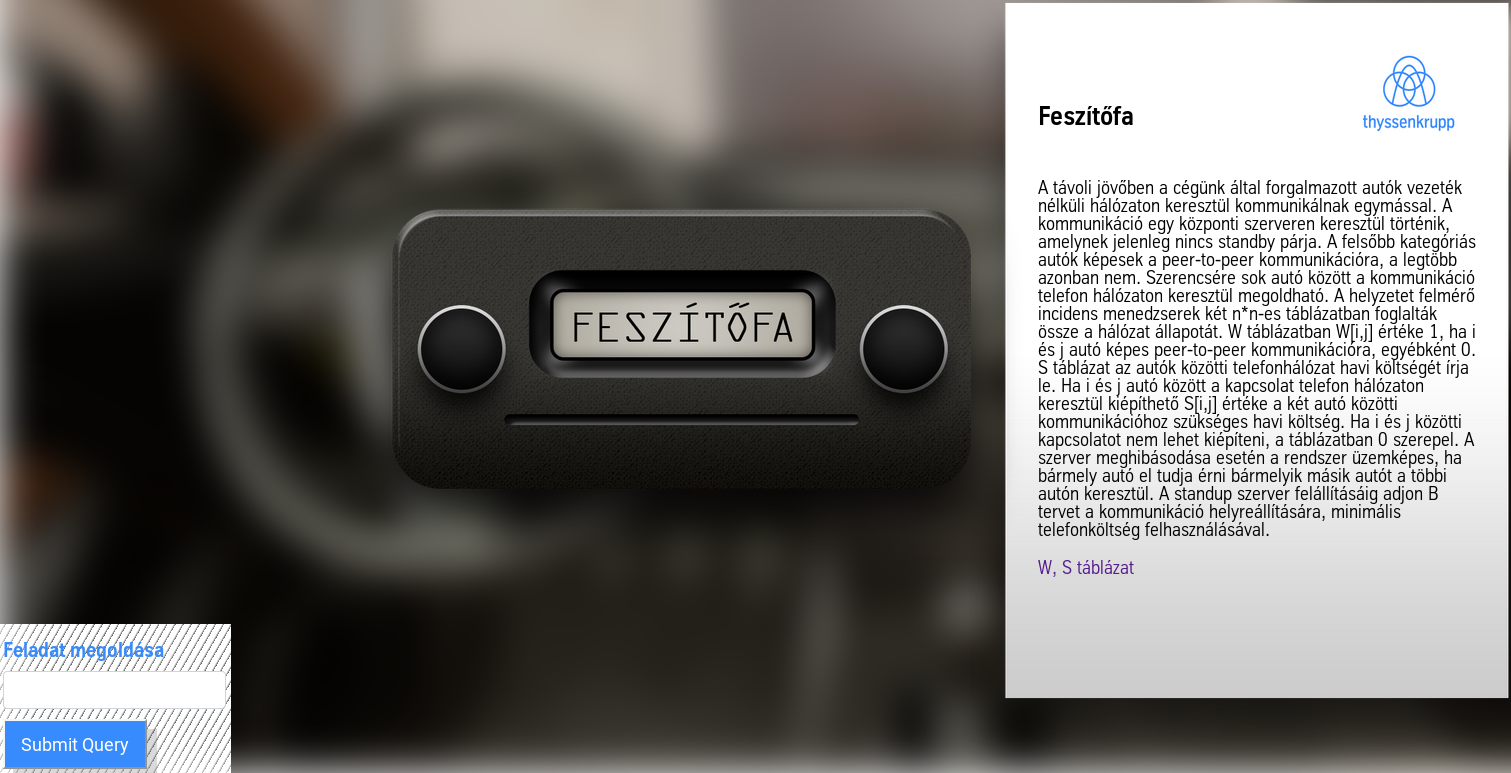 FESZÍTŐFA
Feszítőfa
thyssenkrupp
A távoli jövőben a cégünk által forgalmazott autók vezeték
nélküli hálózaton keresztül kommunikálnak egymással. A
kommunikáció egy központi szerveren keresztül történik,
amelynek jelenleg nincs standby párja. A felsőbb kategóriás
autók képesek a peer-to-peer kommunikációra, a legtöbb
azonban nem. Szerencsére sok autó között a kommunikáció
telefon hálózaton keresztül megoldható. A helyzetet felmérő
incidens menedzserek két n*n-es táblázatban foglalták
össze a hálózat állapotát. W táblázatban W[i,j] értéke 1, ha i
és j autó képes peer-to-peer kommunikációra, egyébként 0.
S táblázat az autók közötti telefonhálózat havi költségét írja
le. Ha i és j autó között a kapcsolat telefon hálózaton
keresztül kiépíthető S[i,j] értéke a két autó közötti
kommunikációhoz szükséges havi költség. Ha i és j közötti
kapcsolatot nem lehet kiépíteni, a táblázatban 0 szerepel. A
szerver meghibásodása esetén a rendszer üzemképes, ha
bármely autó el tudja érni bármelyik másik autót a többi
autón keresztül. A standup szerver felállításáig adjon B
tervet a kommunikáció helyreállítására, minimális
telefonköltség felhasználásával.
W, S táblázat
Feladat megoldása
Submit Query